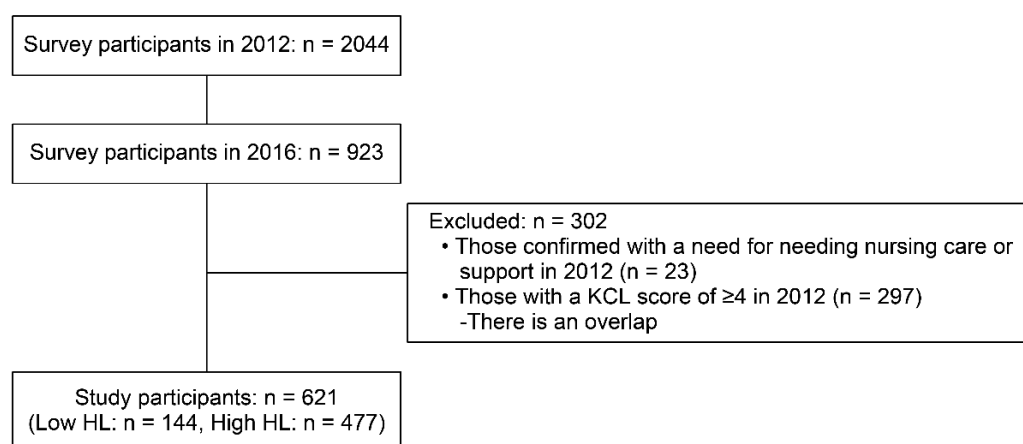 Survey participants in 2012: n = 2044
Survey participants in 2016: n = 923
Excluded: n = 302
• Those confirmed with a need for needing nursing care or
support in 2012 (n = 23)
• Those with a KCL score of ≥4 in 2012 (n = 297)
-There is an overlap
Study participants: n = 621
(Low HL: n = 144, High HL: n = 477)